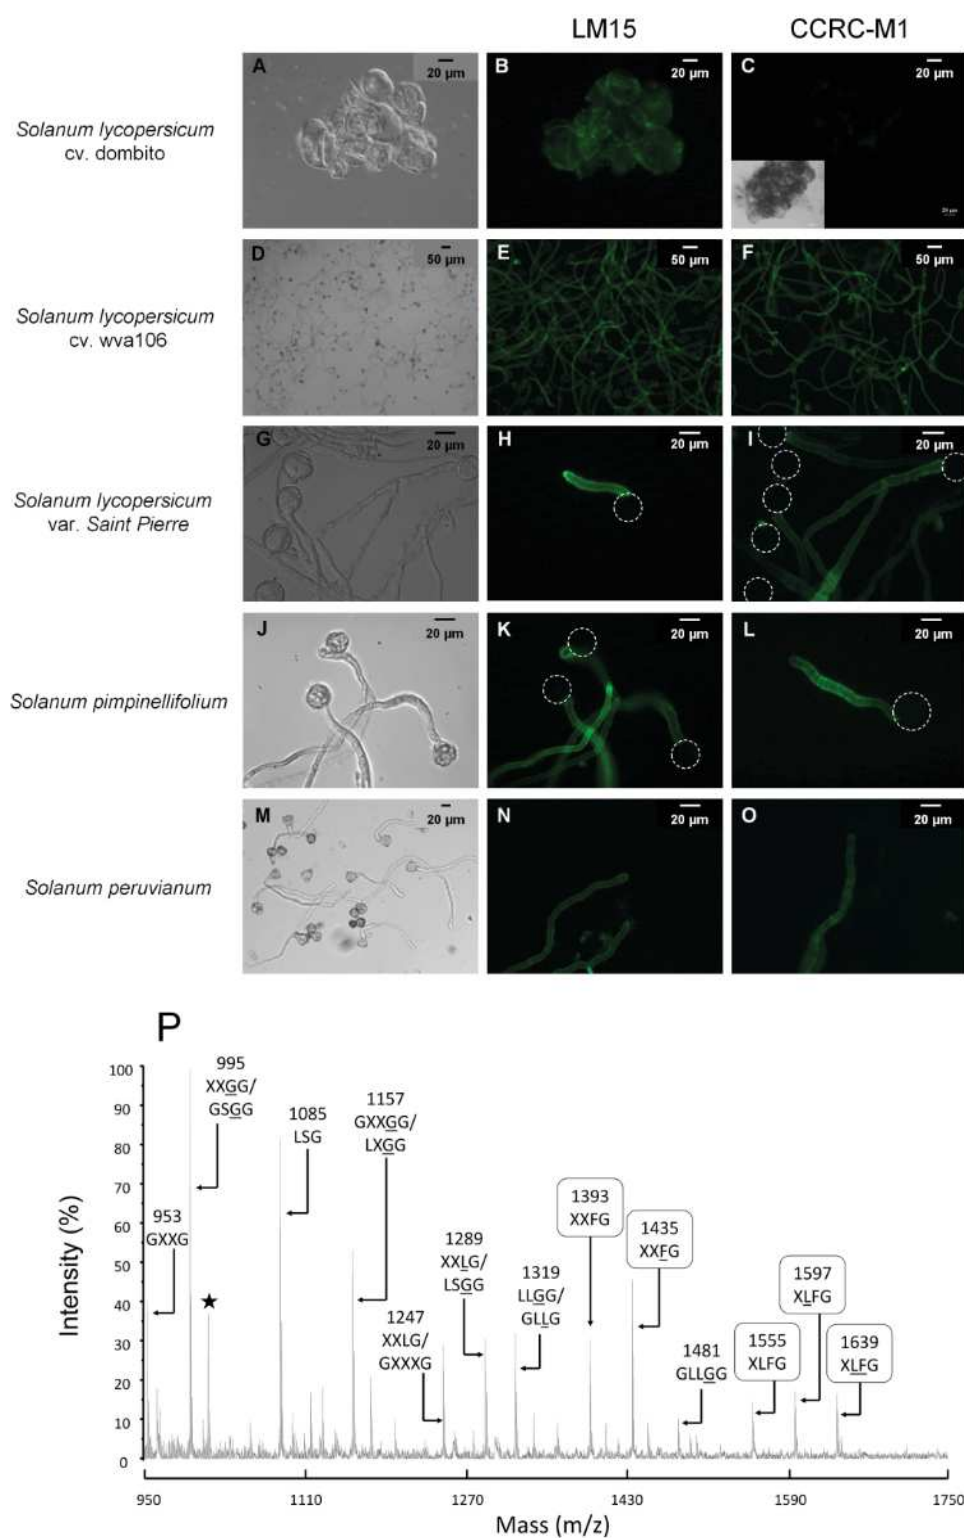 LM15
CCRC-M1
Solanum lycopersicum
cv. dombito
A
20 µm
B
20 µm
C
20 µm
20 µm
Solanum lycopersicum
cv. wva106
D
50 µm
E
50 µm
F
50 µm
Solanum lycopersicum
var. Saint Pierre
G
20 µm
H
20 µm
I
20 µm
Solanum pimpinellifolium
J
20 µm
K
20 µm
L
20 µm
Solanum peruvianum
M
20 µm
N
20 µm
O
20 µm
P
Intensity (%)
100
90
80
70
60
50
40
30
20
10
0
953
GXXG
995
XXGG/
GSGG
★
1085
LSG
1157
GXXGG/
LXGG
1247
XXLG/
GXXXG
1289
XXLG/
LSGG
1319
LLGG/
GLLG
1393
XXFG
1435
XXFG
1481
GLLGG
1555
XLFG
1597
XLFG
1639
XLFG
950
1110
1270
1430
1590
1750
Mass (m/z)